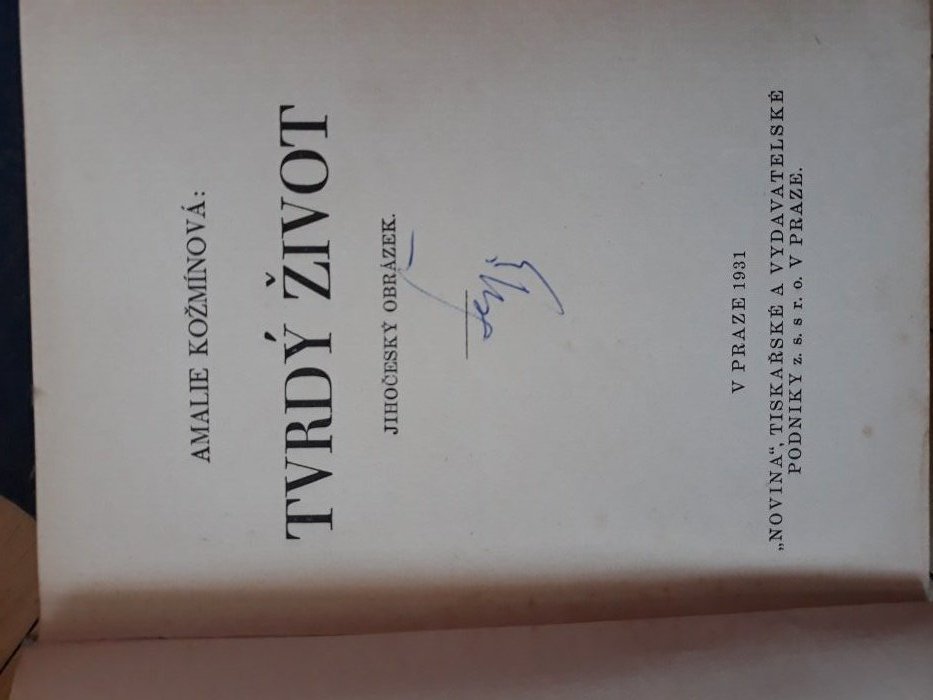 AMALIE KOŽMÍNOVÁ:
TVRDÝ ŽIVOT
JIHOČESKÝ OBRÁZEK.
V PRAZE 1931
„NOVINA“, TISKAŘSKÉ A VYDAVATELSKÉ
PODNIKY z. s. s r. o. V PRAZE.